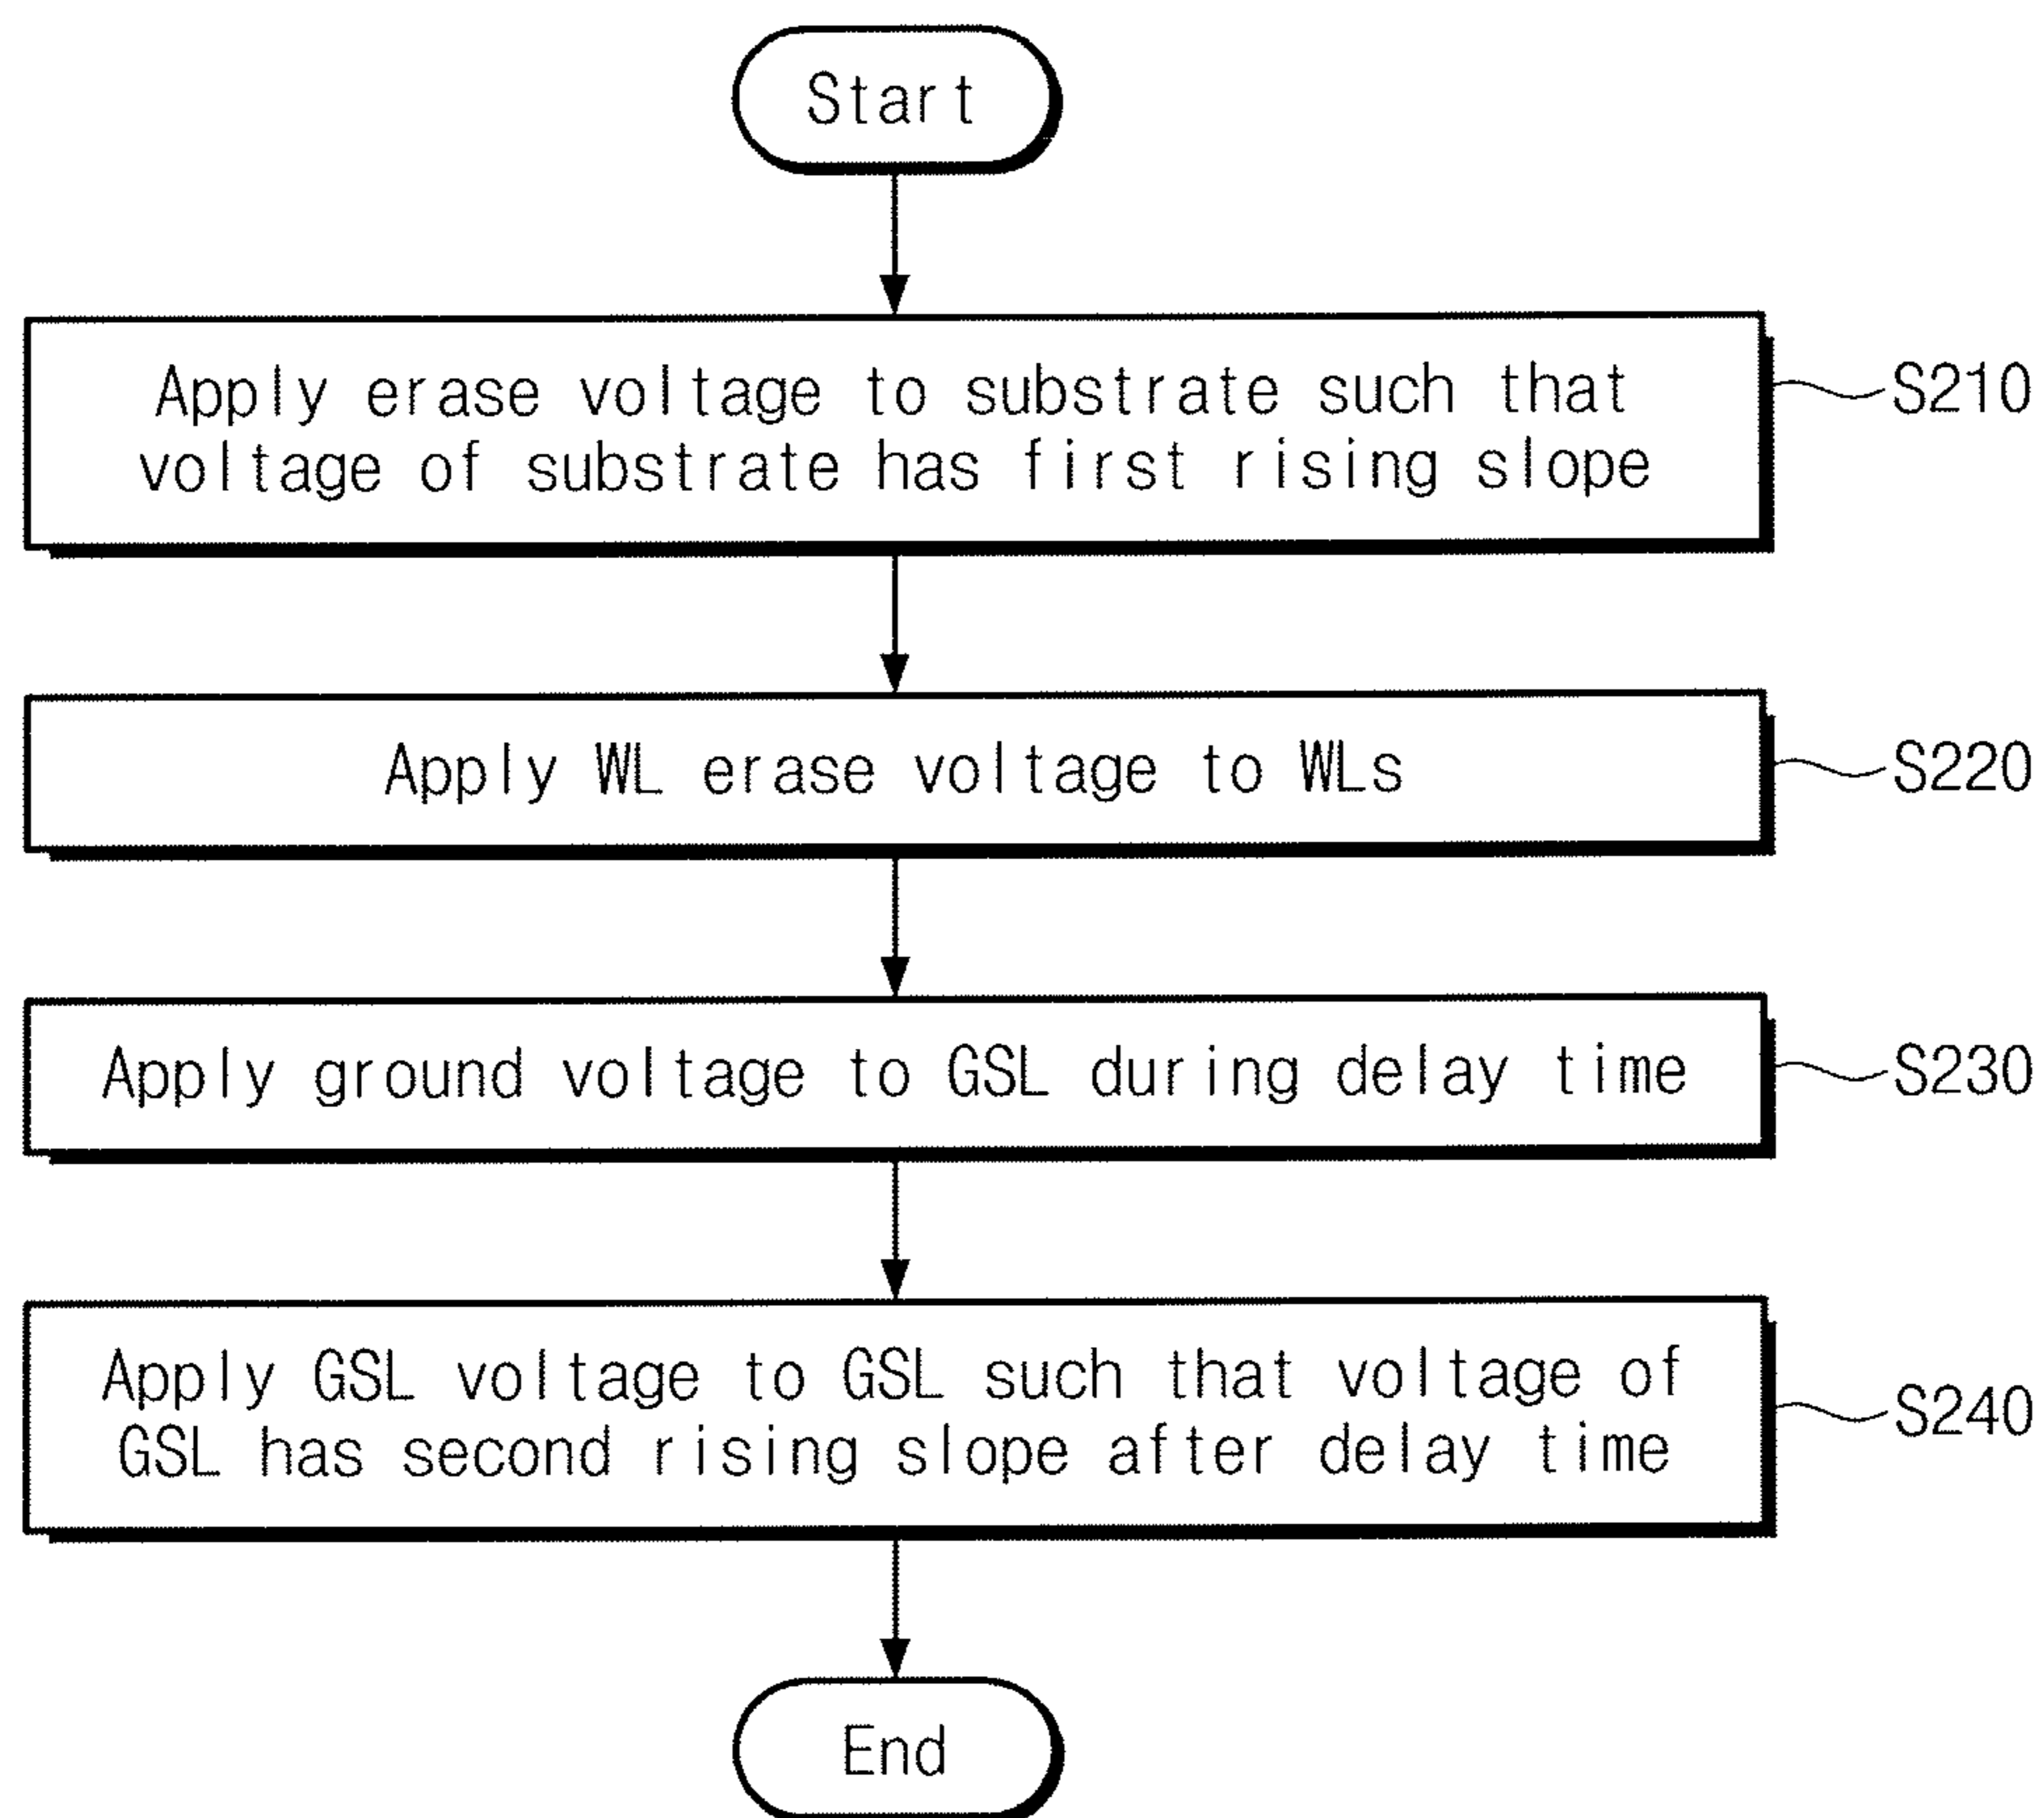 Start
Apply erase voltage to substrate such that
voltage of substrate has first rising slope
S210
Apply WL erase voltage to WLs
S220
Apply ground voltage to GSL during delay time
S230
Apply GSL voltage to GSL such that voltage of
GSL has second rising slope after delay time
S240
End